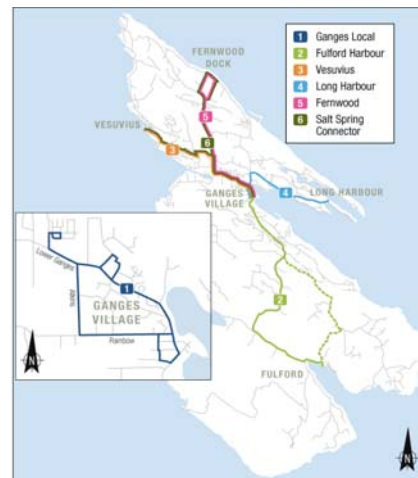 FERNWOOD
DOCK
1 Ganges Local
2 Fulford Harbour
3 Vesuvius
4 Long Harbour
5 Fernwood
6 Salt Spring
Connector
VESUVIUS
5
6
3
GANGES
VILLAGE
4
LONG HARBOUR
Lower Ganges
1
Atkins
GANGES
VILLAGE
Rainbow
N
2
FULFORD
N